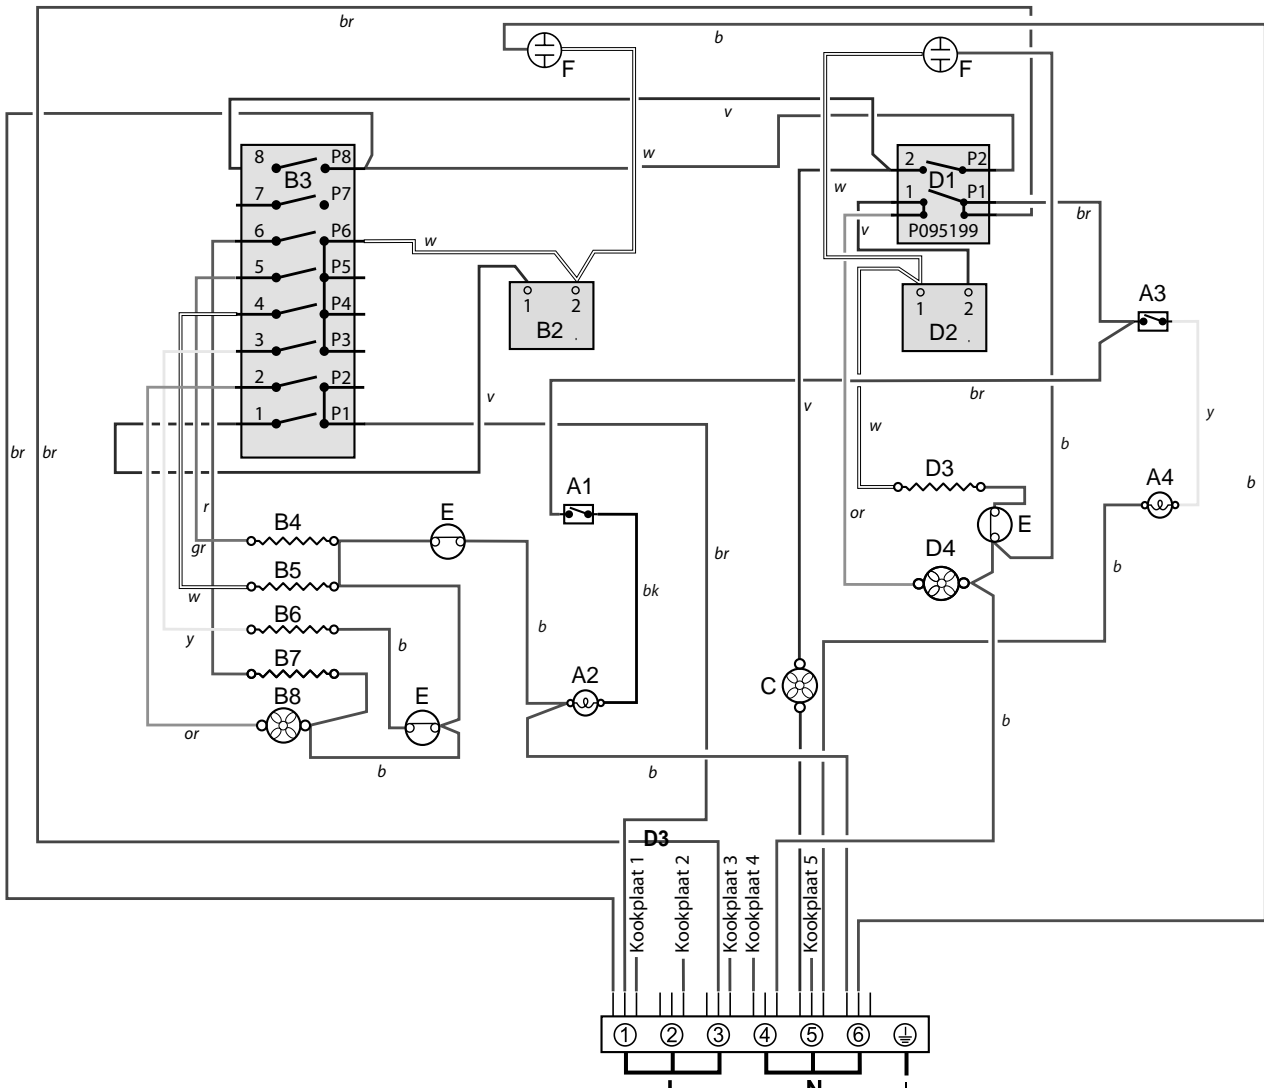 br
b
F
F
v
w
8 P8
B3
7 P7
6 P6
5 P5
4 P4
3 P3
2 P2
1 P1
w
1 2
B2
w
2 P2
D1
1 P1
P095199
v
br
1 2
D2
A3
br
v
v
w
y
b
br
br
b
r
gr
B4
E
A1
D3
A4
or
E
w
B5
br
bk
D4
b
y
B6
b
b
B7
B8
E
A2
C
or
b
b
b
D3
Kookplaat 1
Kookplaat 2
Kookplaat 3
Kookplaat 4
Kookplaat 5
1 2 3 4 5 6
L N